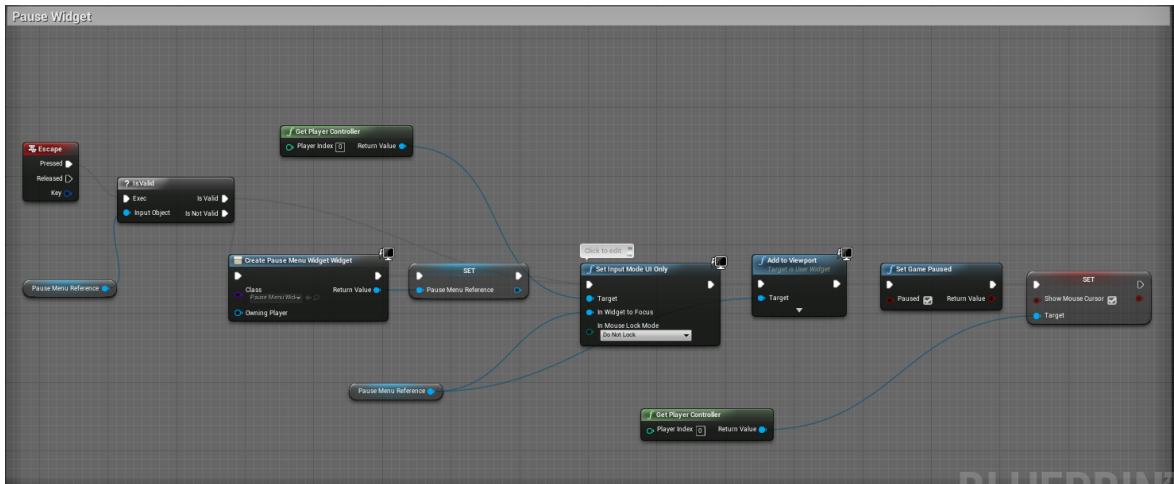 Pause Widget
Escape
Pressed
Released
Key
? IsValid
Exec
Is Valid
Input Object
Is Not Valid
Pause Menu Reference
f Get Player Controller
Player Index 0
Return Value
Create Pause Menu Widget Widget
Class
Pause Menu Wid
Return Value
Owning Player
SET
Pause Menu Reference
Pause Menu Reference
Click to edit
f Set Input Mode UI Only
Target
In Widget to Focus
In Mouse Lock Mode
Do Not Lock
f Add to Viewport
Target is User Widget
Target
f Set Game Paused
Paused
Return Value
SET
Show Mouse Cursor
Target
f Get Player Controller
Player Index 0
Return Value
BLUEPRINT